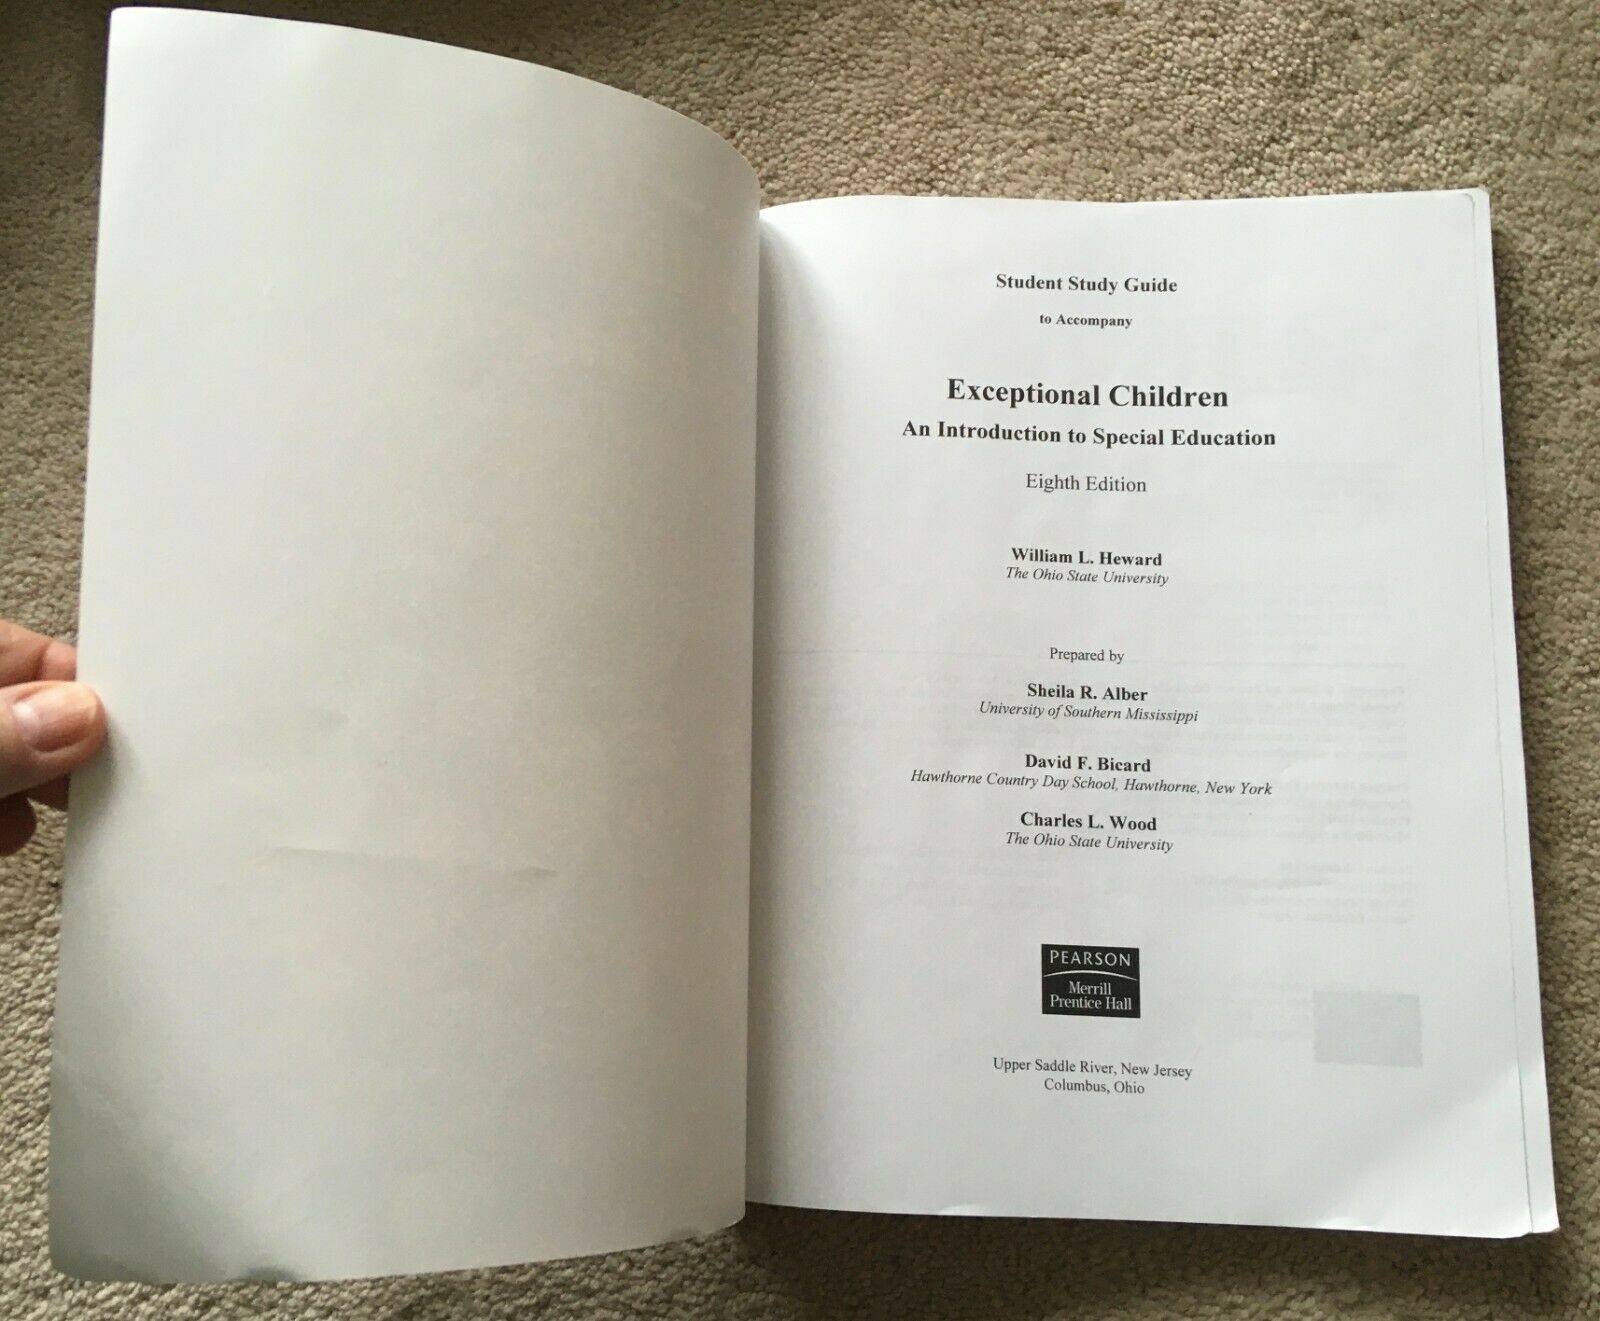 Student Study Guide
to Accompany
Exceptional Children
An Introduction to Special Education
Eighth Edition
William L. Heward
The Ohio State University
Prepared by
Sheila R. Alber
University of Southern Mississippi
David F. Bicard
Hawthorne Country Day School, Hawthorne, New York
Charles L. Wood
The Ohio State University
PEARSON
Merrill
Prentice Hall
Upper Saddle River, New Jersey
Columbus, Ohio